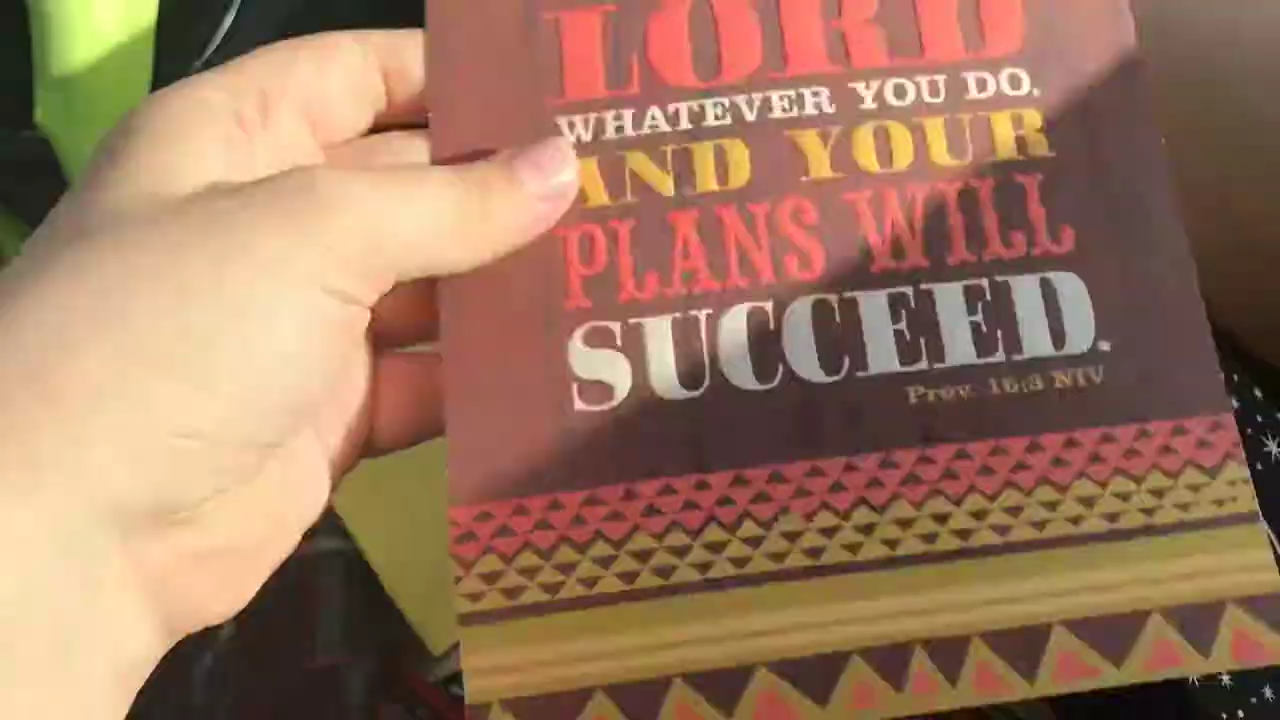 LORD
WHATEVER YOU DO,
AND YOUR
PLANS WILL
SUCCEED.
Prov. 16:3 NIV